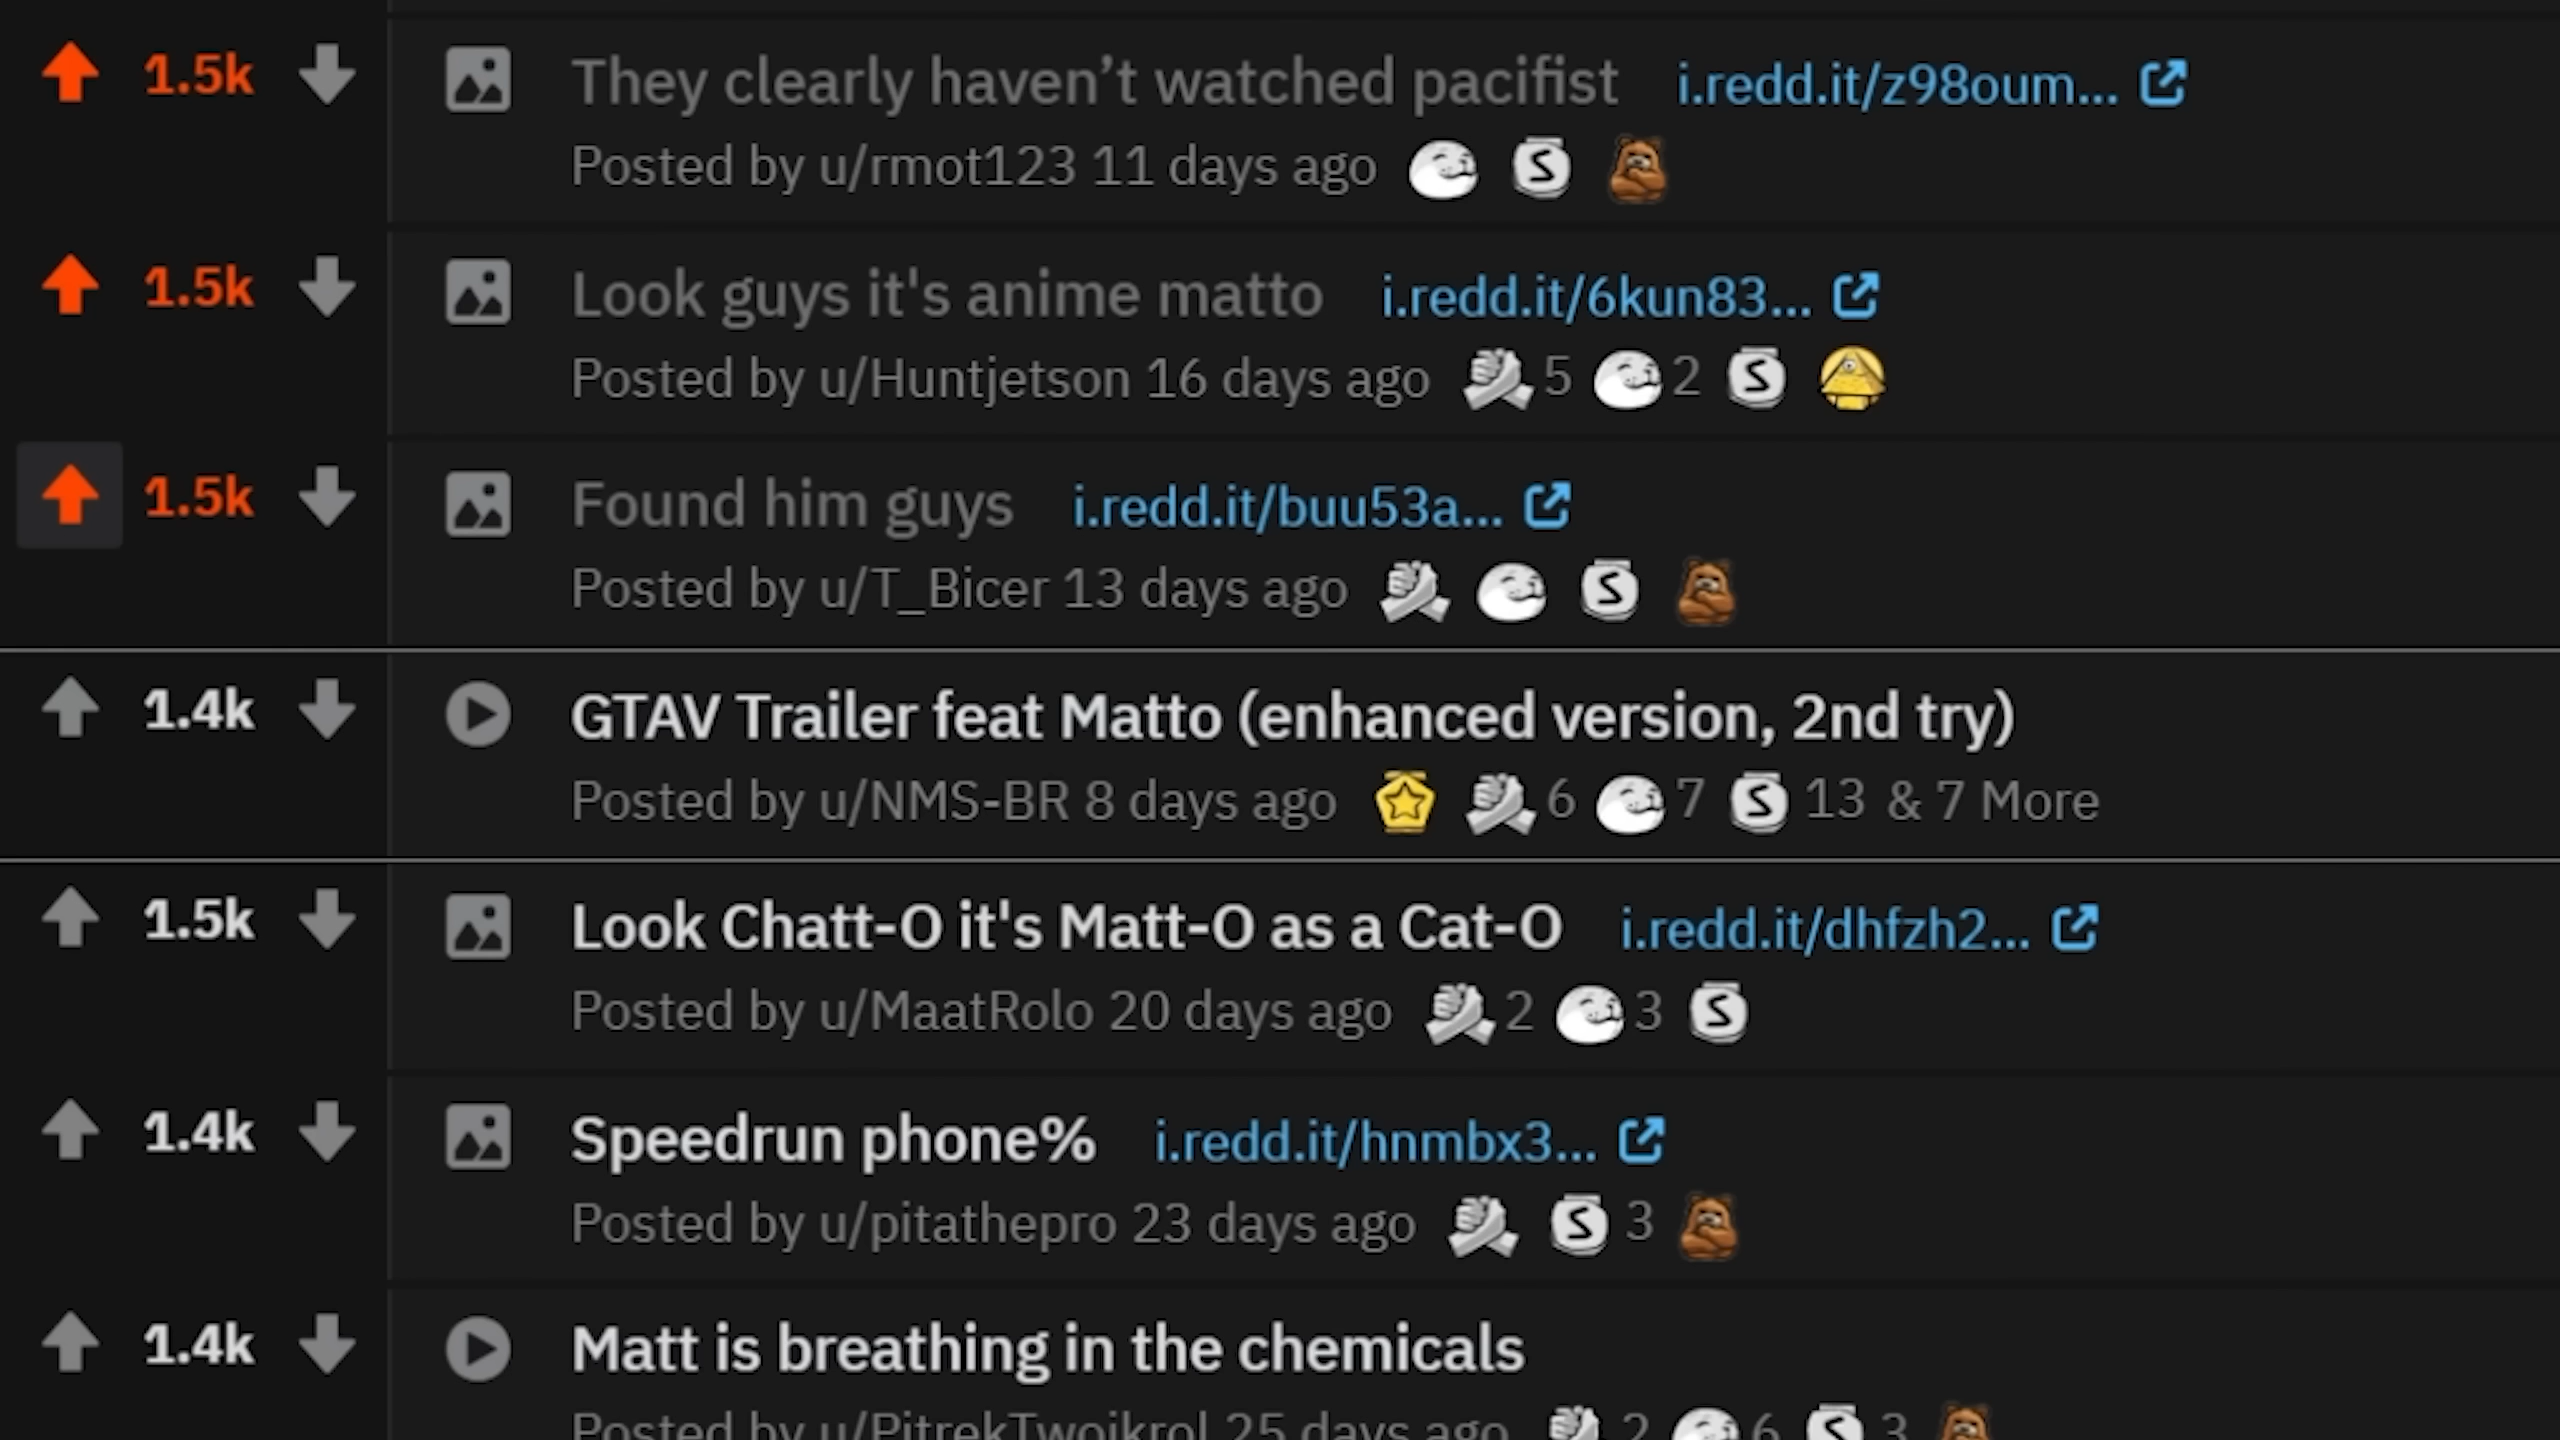 1.5k They clearly haven’t watched pacifist i.redd.it/z98oum...
Posted by u/rmot123 11 days ago
1.5k Look guys it's anime matto i.redd.it/6kun83...
Posted by u/Huntjetson 16 days ago 5 2
1.5k Found him guys i.redd.it/buu53a...
Posted by u/T_Bicer 13 days ago
1.4k GTAV Trailer feat Matto (enhanced version, 2nd try)
Posted by u/NMS-BR 8 days ago 6 7 13 & 7 More
1.5k Look Chatt-O it's Matt-O as a Cat-O i.redd.it/dhfzh2...
Posted by u/MaatRolo 20 days ago 2 3
1.4k Speedrun phone% i.redd.it/hnmbx3...
Posted by u/pitathepro 23 days ago 3
1.4k Matt is breathing in the chemicals
Posted by u/PitrekTwojkrol 25 days ago 2 6 3